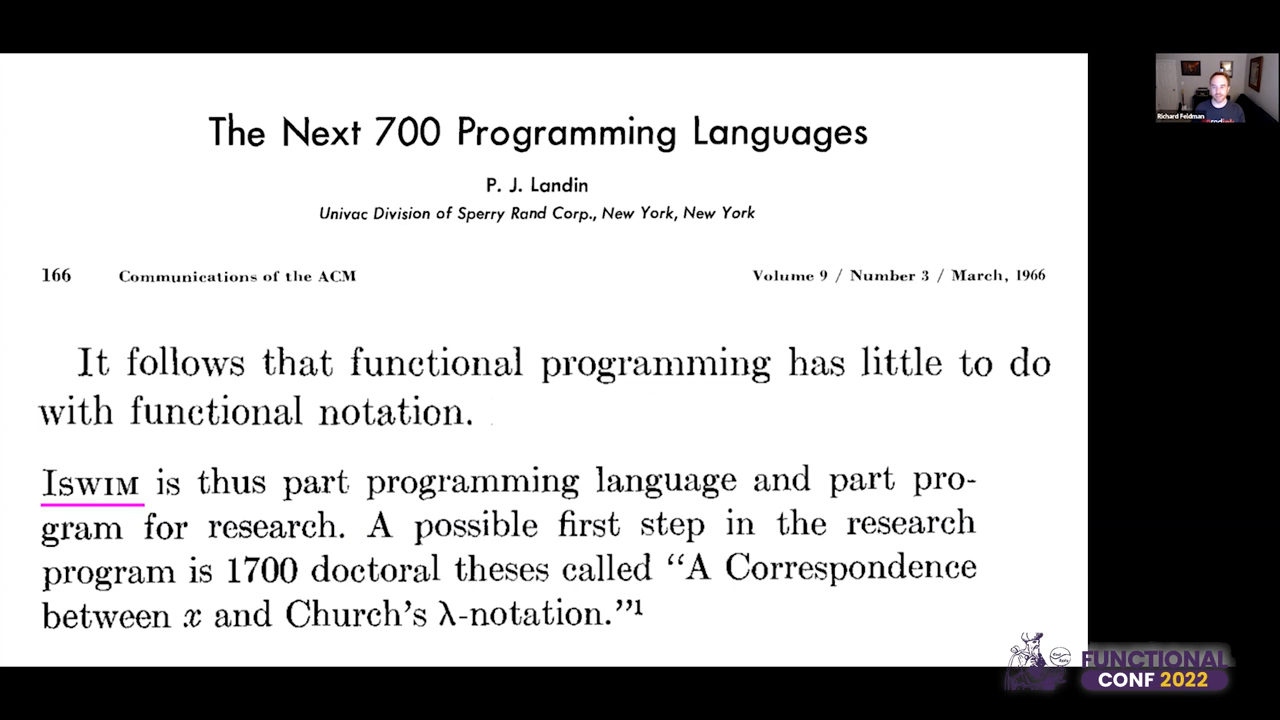 The Next 700 Programming Languages
P. J. Landin
Univac Division of Sperry Rand Corp., New York, New York
166 Communications of the ACM Volume 9 / Number 3 / March, 1966
It follows that functional programming has little to do
with functional notation.
ISWIM is thus part programming language and part pro-
gram for research. A possible first step in the research
program is 1700 doctoral theses called “A Correspondence
between x and Church’s λ-notation.”¹
Richard Feldman
FUNCTIONAL
CONF 2022